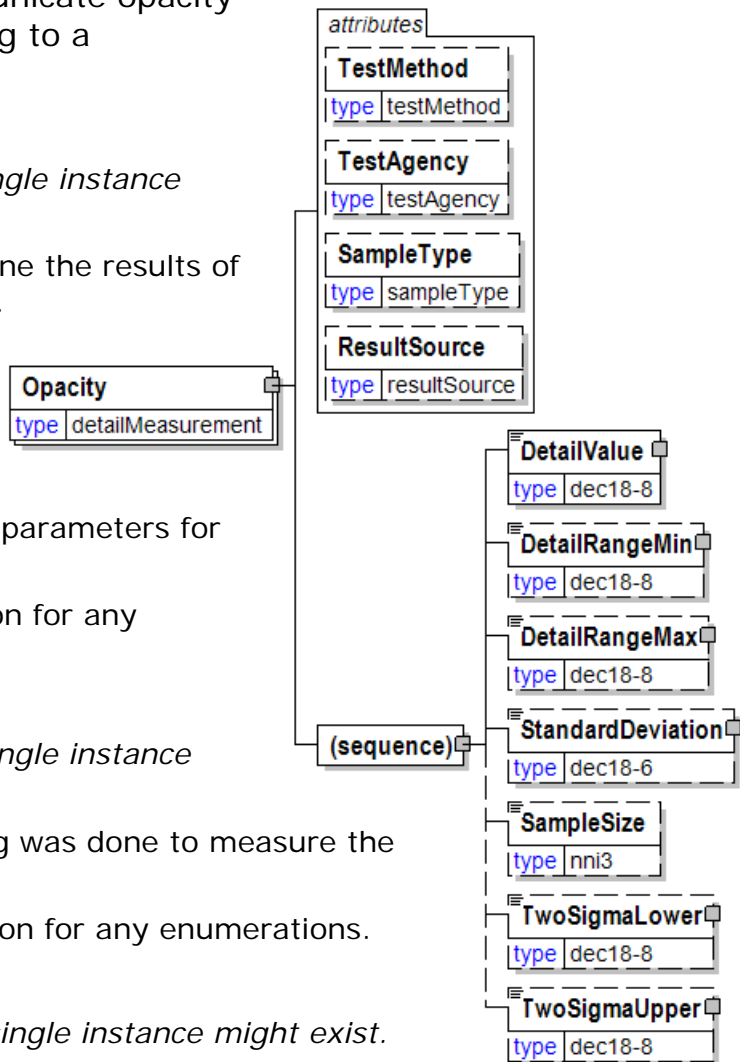 nunicate opacity
g to a
ngle instance
ne the results of
parameters for
on for any
ngle instance
g was done to measure the
on for any enumerations.
single instance might exist.
attributes
TestMethod
type testMethod
TestAgency
type testAgency
SampleType
type sampleType
ResultSource
type resultSource
Opacity
type detailMeasurement
(sequence)
DetailValue
type dec18-8
DetailRangeMin
type dec18-8
DetailRangeMax
type dec18-8
StandardDeviation
type dec18-6
SampleSize
type nni3
TwoSigmaLower
type dec18-8
TwoSigmaUpper
type dec18-8